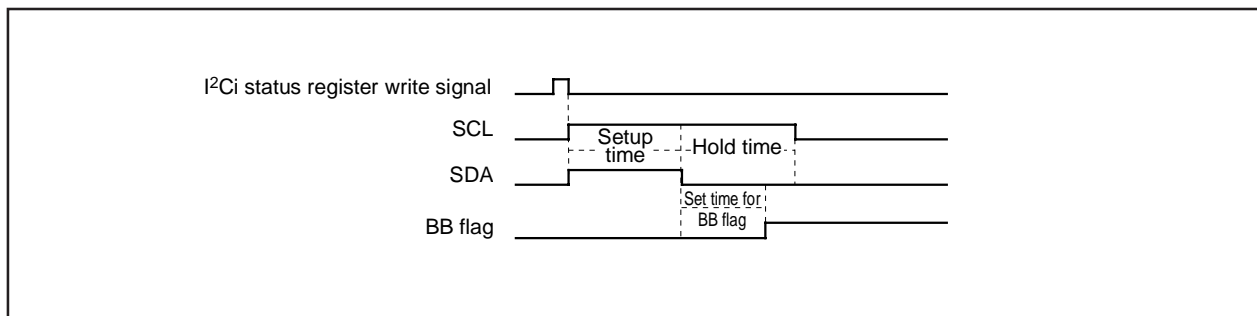 I²Ci status register write signal
SCL
Setup
time
Hold time
SDA
Set time for
BB flag
BB flag